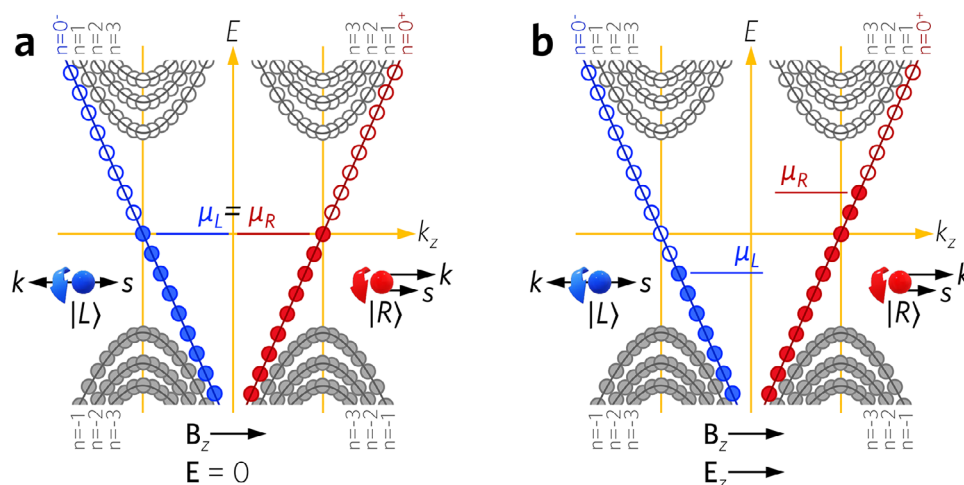 a
n=0⁻ n=1 n=2 n=3 E n=3 n=2 n=1 n=0⁺
μL = μR
kz
k s
|L⟩
k
s
|R⟩
n=-1 n=-2 n=-3 n=-3 n=-2 n=-1
Bz
E = 0
b
n=0⁻ n=1 n=2 n=3 E n=3 n=2 n=1 n=0⁺
μR
kz
μL
k s
|L⟩
k
s
|R⟩
n=-1 n=-2 n=-3 n=-3 n=-2 n=-1
Bz
Ez